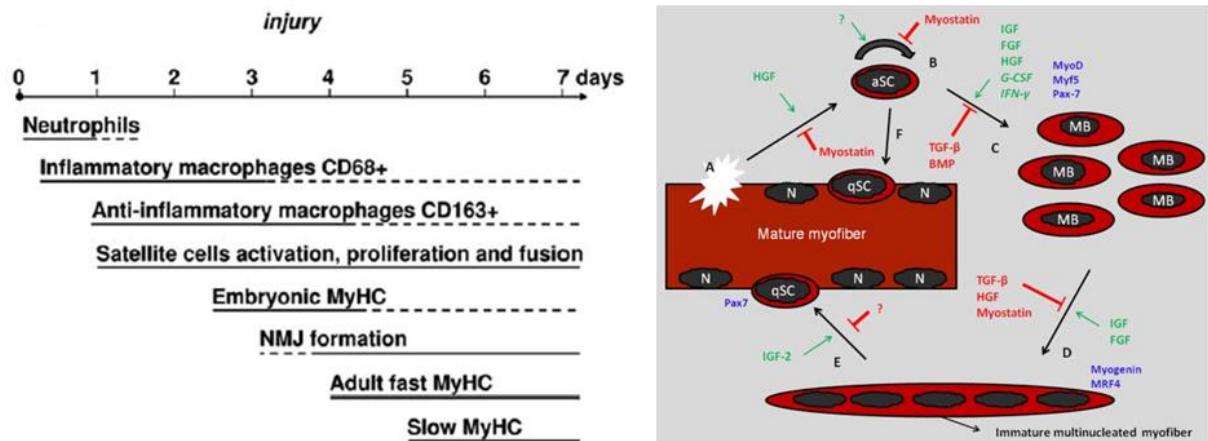 injury
0 1 2 3 4 5 6 7 days
Neutrophils
Inflammatory macrophages CD68+
Anti-inflammatory macrophages CD163+
Satellite cells activation, proliferation and fusion
Embryonic MyHC
NMJ formation
Adult fast MyHC
Slow MyHC
?
Myostatin
B
aSC
HGF
A
Myostatin
F
IGF
FGF
HGF
G-CSF
IFN-γ
MyoD
Myf5
Pax-7
TGF-β
BMP
C
MB
MB
MB
MB
MB
N
qSC
N
Mature myofiber
N
qSC
N
N
Pax7
?
IGF-2
E
TGF-β
HGF
Myostatin
IGF
FGF
D
Myogenin
MRF4
Immature multinucleated myofiber